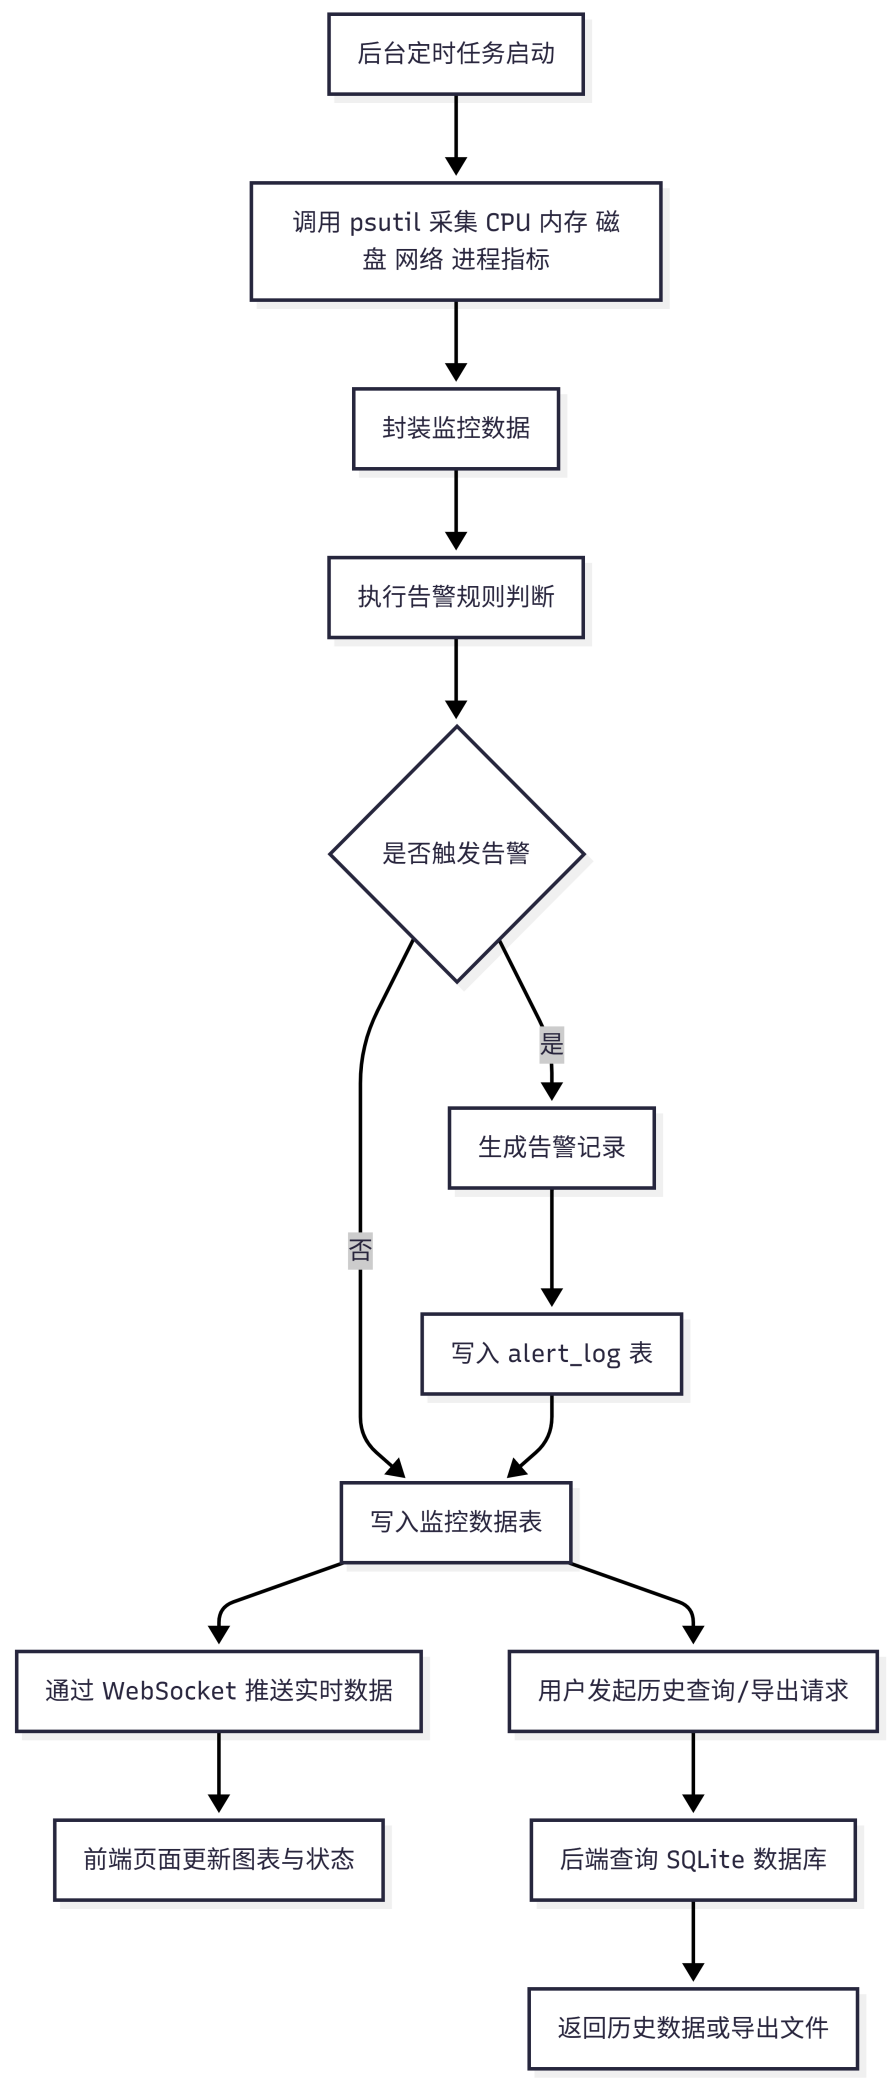 后台定时任务启动
调用 psutil 采集 CPU 内存 磁
盘 网络 进程指标
封装监控数据
执行告警规则判断
是否触发告警
是
生成告警记录
否
写入 alert_log 表
写入监控数据表
通过 WebSocket 推送实时数据
用户发起历史查询/导出请求
前端页面更新图表与状态
后端查询 SQLite 数据库
返回历史数据或导出文件